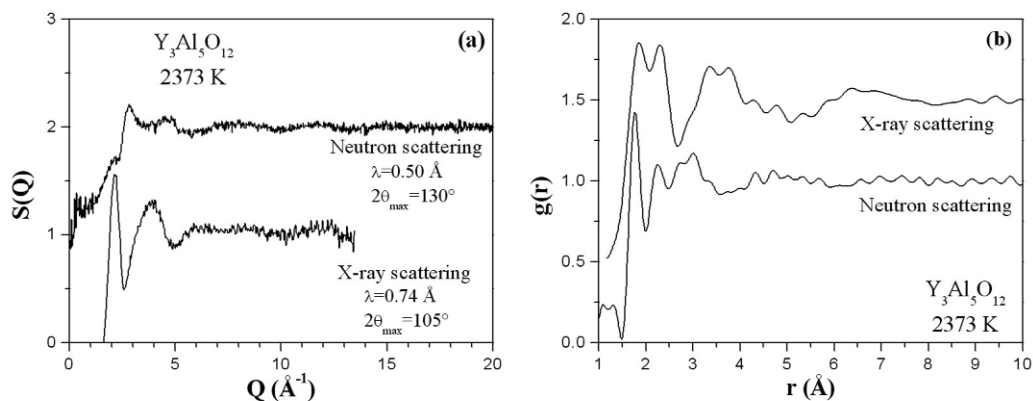 (a)
Y₃Al₅O₁₂
2373 K
Neutron scattering
λ=0.50 Å
2θmax=130°
X-ray scattering
λ=0.74 Å
2θmax=105°
S(Q)
3
2
1
0
0 5 10 15 20
Q (Å⁻¹)
(b)
X-ray scattering
Neutron scattering
Y₃Al₅O₁₂
2373 K
g(r)
2.0
1.5
1.0
0.5
0.0
1 2 3 4 5 6 7 8 9 10
r (Å)